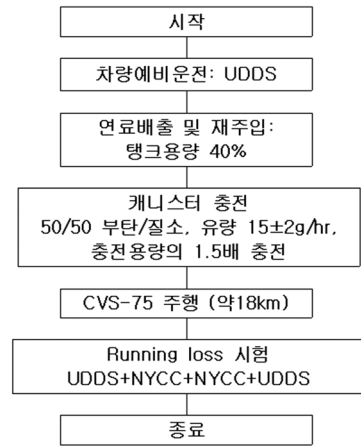 시작
차량예비운전: UDDS
연료배출 및 재주입:
탱크용량 40%
캐니스터 충전
50/50 부탄/질소, 유량 15±2g/hr,
충전용량의 1.5배 충전
CVS-75 주행 (약18km)
Running loss 시험
UDDS+NYCC+NYCC+UDDS
종료